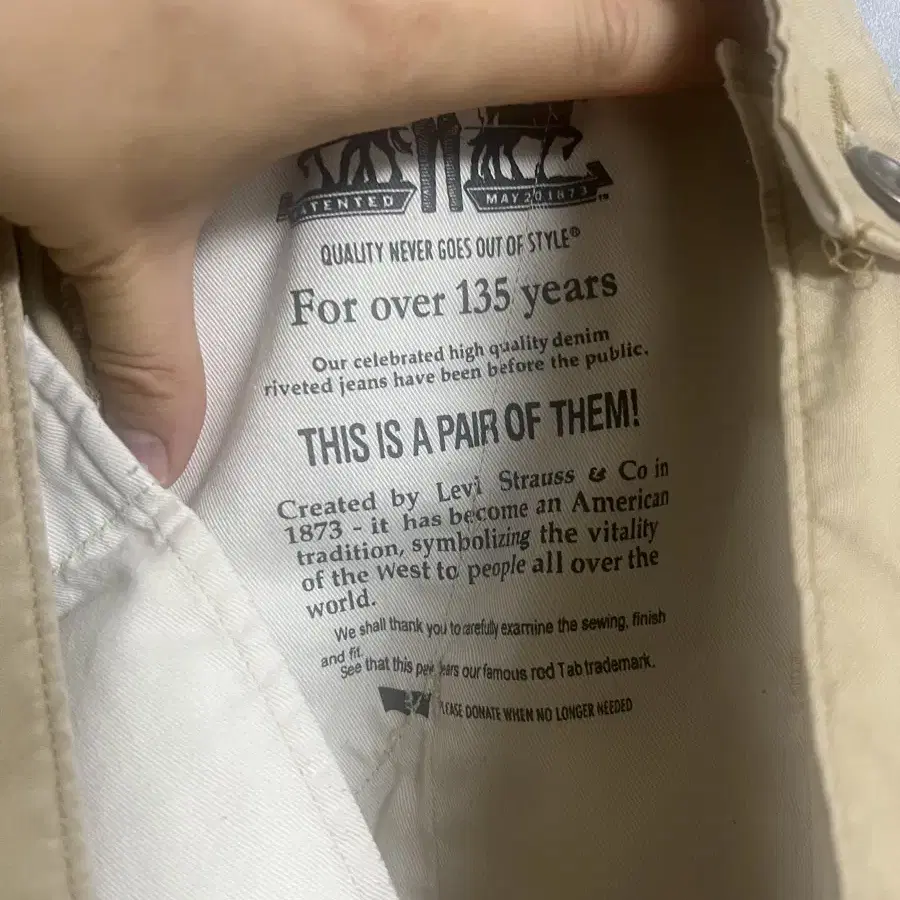 PATENTED MAY 20 1873 ™
QUALITY NEVER GOES OUT OF STYLE®
For over 135 years
Our celebrated high quality denim
riveted jeans have been before the public.
THIS IS A PAIR OF THEM!
Created by Levi Strauss & Co in
1873 - it has become an American
tradition, symbolizing the vitality
of the West to people all over the
world.
We shall thank you to carefully examine the sewing, finish
and fit.
See that this bears our famous red Tab trademark.
PLEASE DONATE WHEN NO LONGER NEEDED